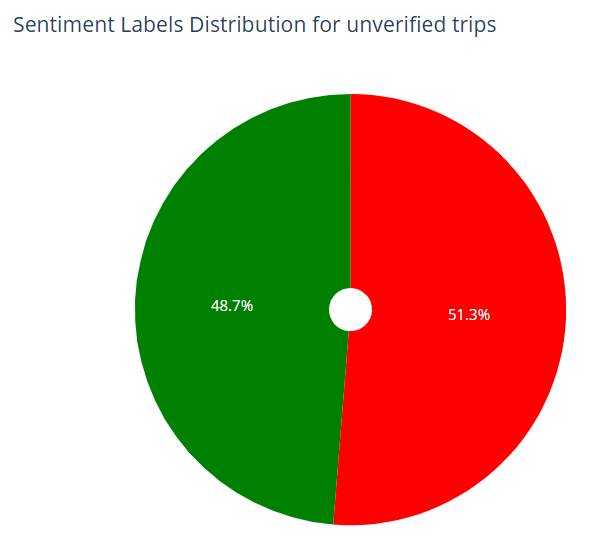 Sentiment Labels Distribution for unverified trips
48.7%
51.3%